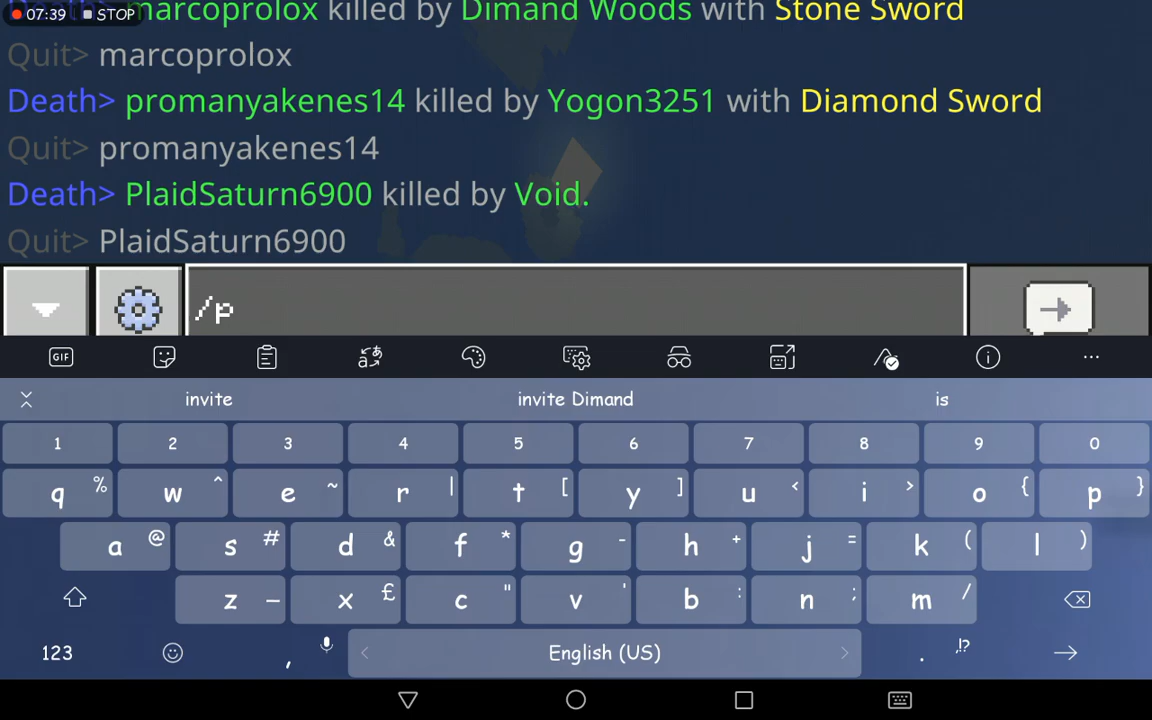 07:39 STOP
Death> marcoprolox killed by Dimand Woods with Stone Sword
Quit> marcoprolox
Death> promanyakenes14 killed by Yogon3251 with Diamond Sword
Quit> promanyakenes14
Death> PlaidSaturn6900 killed by Void.
Quit> PlaidSaturn6900
/p
GIF
invite invite Dimand is
1 2 3 4 5 6 7 8 9 0
q % w ^ e ~ r | t [ y ] u < i > o { p }
a @ s # d & f * g - h + j = k ( l )
z _ x £ c " v ' b : n ; m /
123 , < English (US) > . ,!?